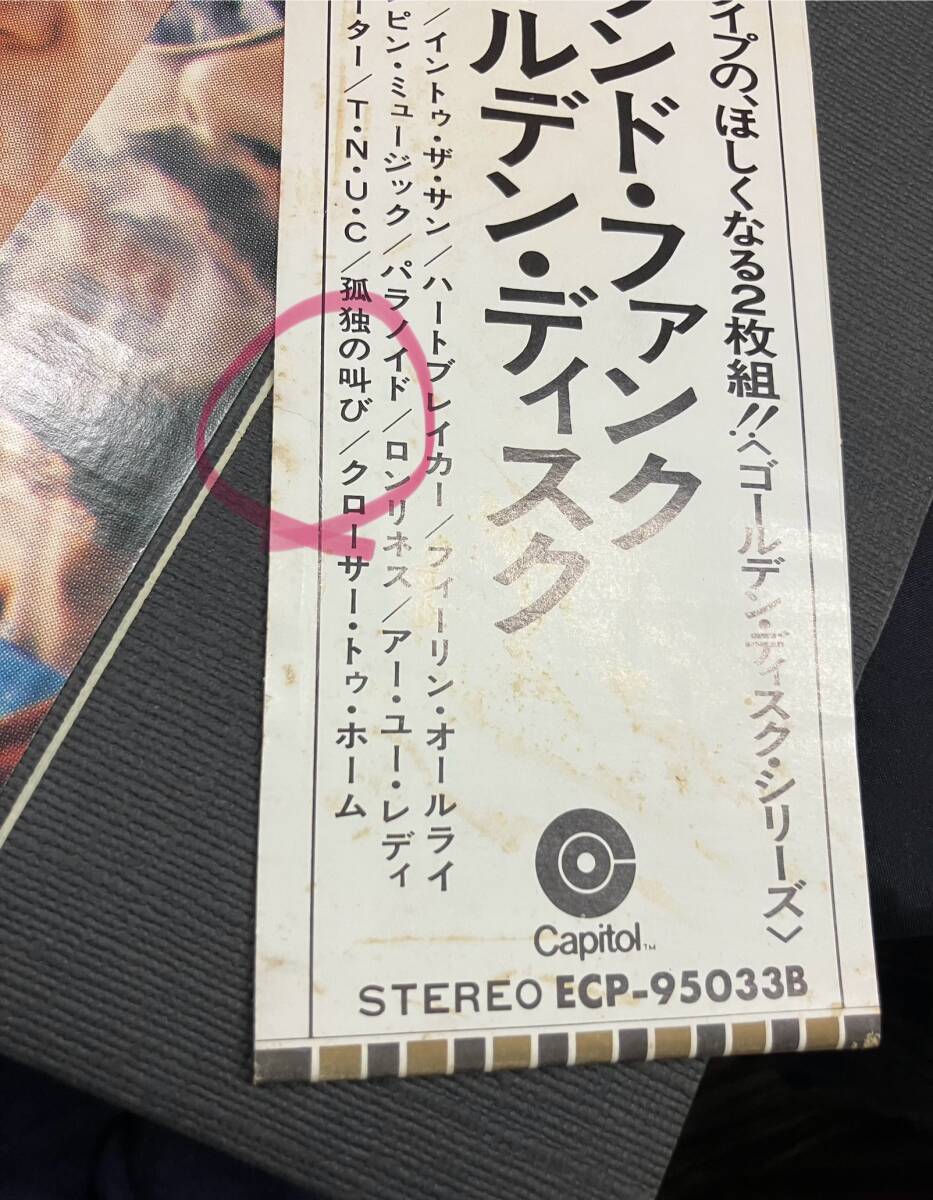 イプの、ほしくなる2枚組!!〈ゴールデン・ディスク・シリーズ〉
ンド・ファンク
ルデン・ディスク
／イントゥ・ザ・サン／ハートブレイカー／フィーリン・オールライ
ピン・ミュージック／パラノイド／ロンリネス／アー・ユー・レディ
ーター／T・N・U・C／孤独の叫び／クローサー・トゥ・ホーム
Capitol™
STEREO ECP-95033B